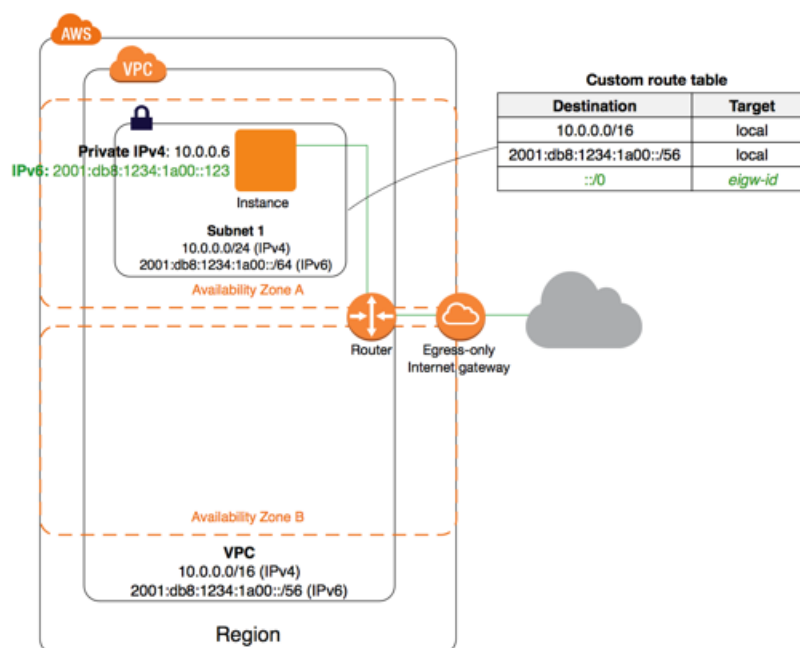 AWS
VPC
Custom route table
Destination Target
10.0.0.0/16 local
2001:db8:1234:1a00::/56 local
::/0 eigw-id
Private IPv4: 10.0.0.6
IPv6: 2001:db8:1234:1a00::123
Instance
Subnet 1
10.0.0.0/24 (IPv4)
2001:db8:1234:1a00::/64 (IPv6)
Availability Zone A
Router
Egress-only
Internet gateway
Availability Zone B
VPC
10.0.0.0/16 (IPv4)
2001:db8:1234:1a00::/56 (IPv6)
Region